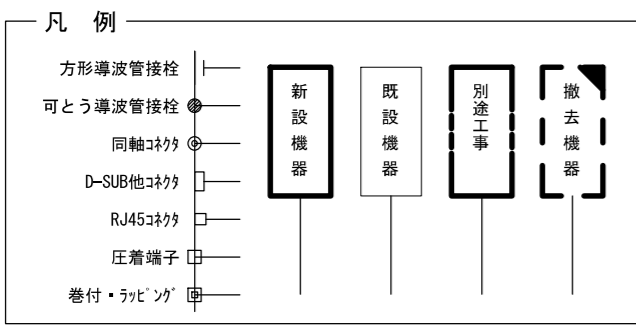 凡 例
方形導波管接栓
可とう導波管接栓
同軸ｺﾈｸﾀ
D-SUB他ｺﾈｸﾀ
RJ45ｺﾈｸﾀ
圧着端子
巻付・ﾗｯﾋﾟﾝｸﾞ
新設機器
既設機器
別途工事
撤去機器